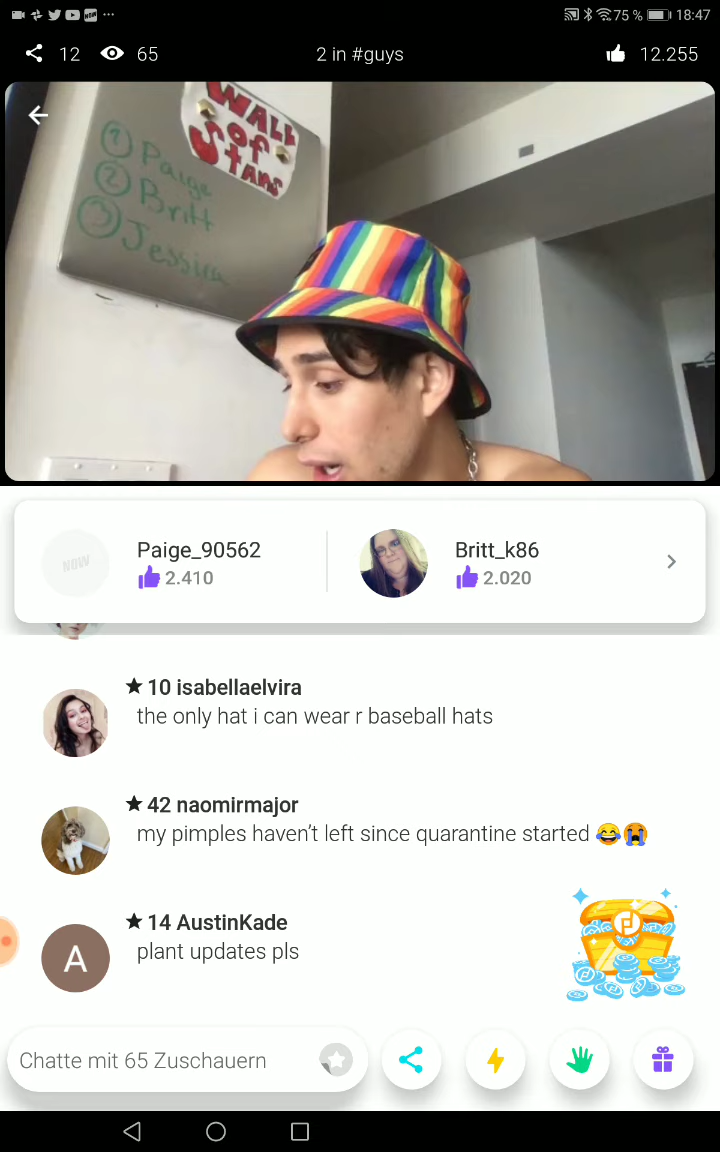 NOW
75 %
18:47
12
65
2 in #guys
12.255
WALL
OF
Stars
① Paige
② Britt
③ Jessica
NOW
Paige_90562
2.410
Britt_k86
2.020
★ 10 isabellaelvira
the only hat i can wear r baseball hats
★ 42 naomirmajor
my pimples haven't left since quarantine started 😂😭
★ 14 AustinKade
A
plant updates pls
Chatte mit 65 Zuschauern